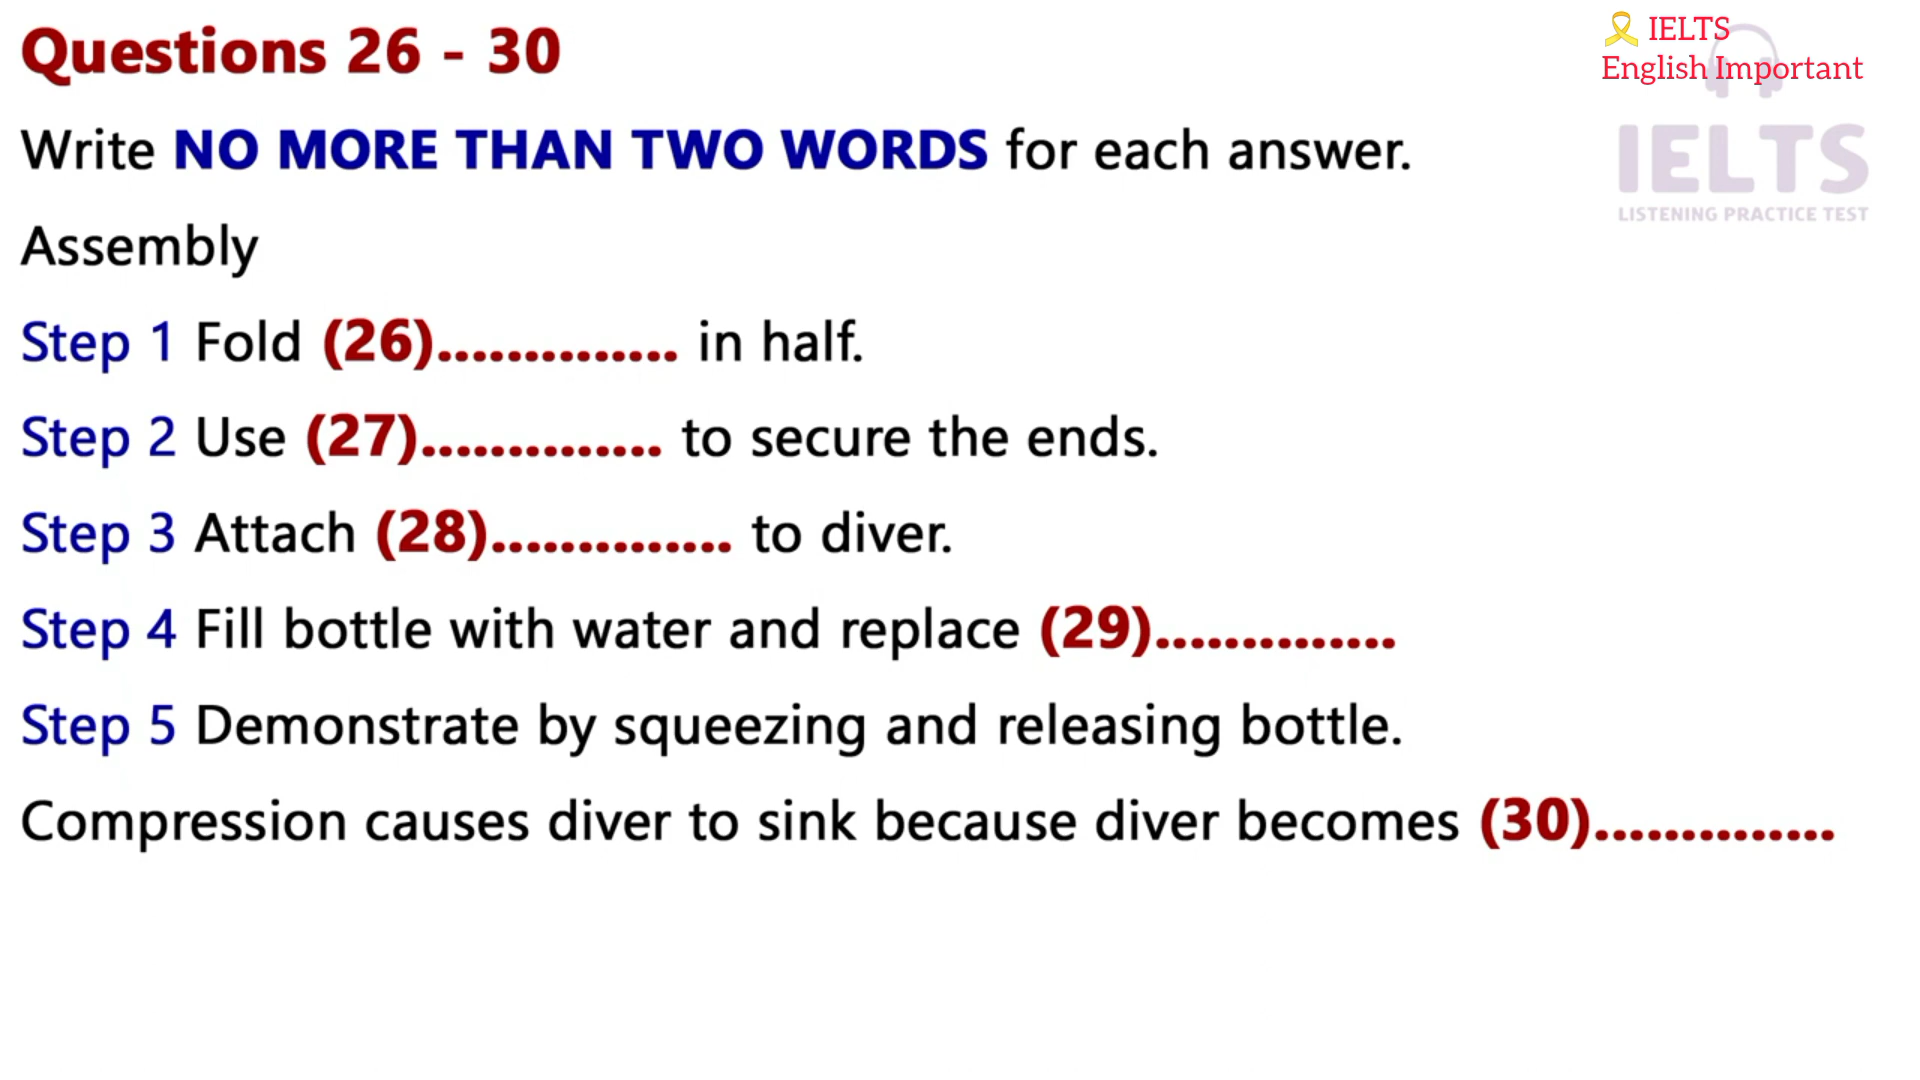 Questions 26 - 30
🎗 IELTS
English Important
IELTS
LISTENING PRACTICE TEST
Write NO MORE THAN TWO WORDS for each answer.
Assembly
Step 1 Fold (26).............. in half.
Step 2 Use (27).............. to secure the ends.
Step 3 Attach (28).............. to diver.
Step 4 Fill bottle with water and replace (29)..............
Step 5 Demonstrate by squeezing and releasing bottle.
Compression causes diver to sink because diver becomes (30)..............